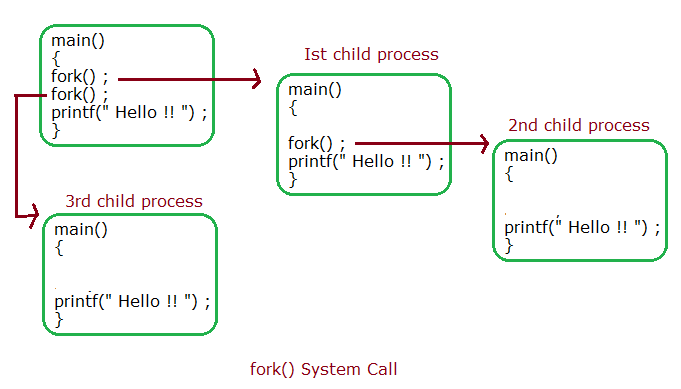 main()
{
fork() ;
fork() ;
printf(" Hello !! ") ;
}
Ist child process
main()
{
fork() ;
printf(" Hello !! ") ;
}
2nd child process
main()
{
printf(" Hello !! ") ;
}
3rd child process
main()
{
printf(" Hello !! ") ;
}
fork() System Call